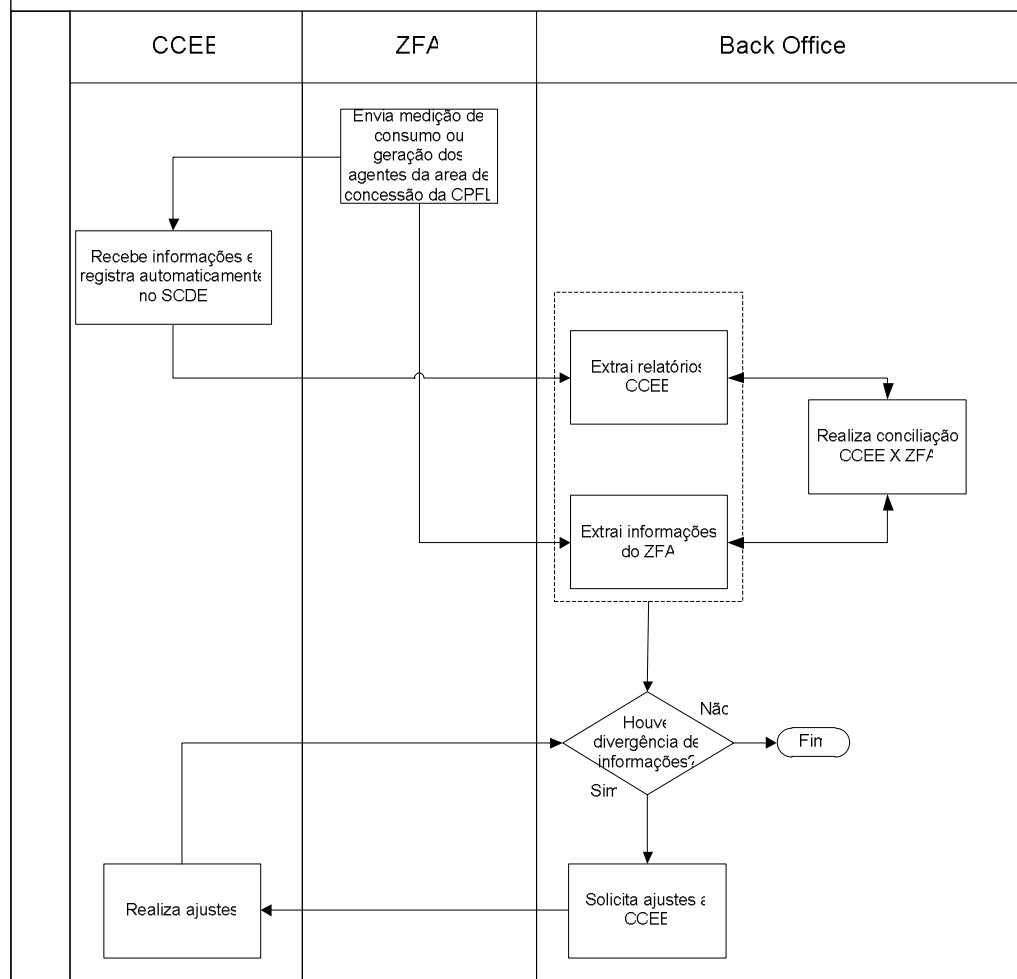 CCEE
ZFA
Back Office
Envia medição de
consumo ou
geração dos
agentes da area de
concessão da CPFL
Recebe informações e
registra automaticamente
no SCDE
Extrai relatórios
CCEE
Realiza conciliação
CCEE X ZFA
Extrai informações
do ZFA
Houve
divergência de
informações?
Não
Fim
Sim
Realiza ajustes
Solicita ajustes a
CCEE